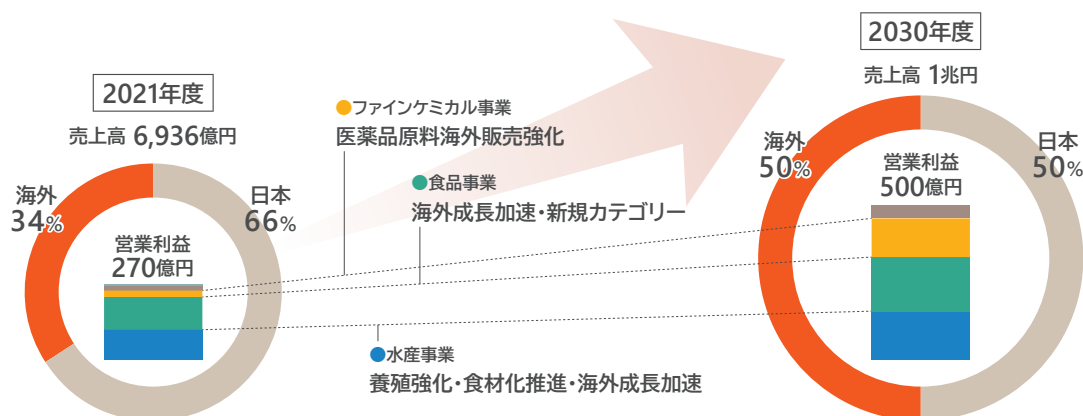 2021年度
売上高 6,936億円
海外
34%
日本
66%
営業利益
270億円
●ファインケミカル事業
医薬品原料海外販売強化
●食品事業
海外成長加速・新規カテゴリー
●水産事業
養殖強化・食材化推進・海外成長加速
2030年度
売上高 1兆円
海外
50%
日本
50%
営業利益
500億円